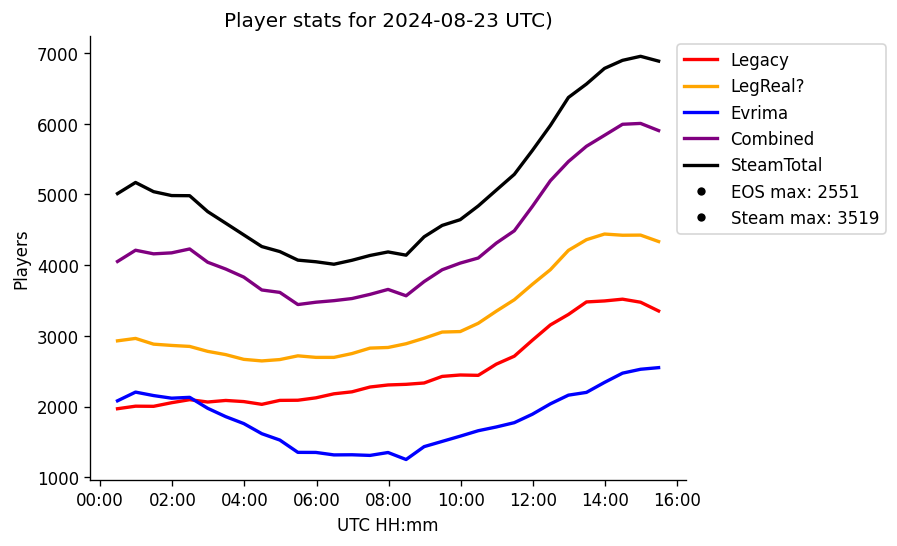 Player stats for 2024-08-23 UTC)
7000
6000
5000
4000
3000
2000
1000
Players
00:00 02:00 04:00 06:00 08:00 10:00 12:00 14:00 16:00
UTC HH:mm
Legacy
LegReal?
Evrima
Combined
SteamTotal
EOS max: 2551
Steam max: 3519